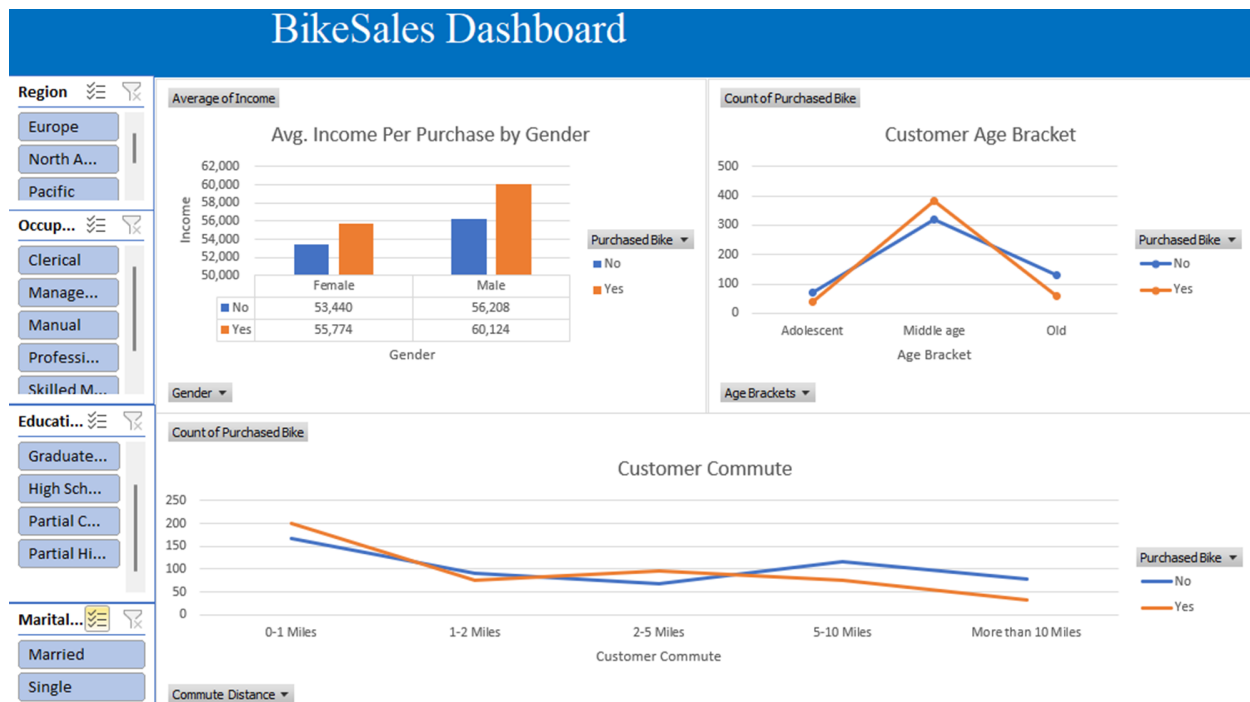 BikeSales Dashboard
Region
Europe
North A...
Pacific
Occup...
Clerical
Manage...
Manual
Professi...
Skilled M...
Educati...
Graduate...
High Sch...
Partial C...
Partial Hi...
Marital...
Married
Single
Average of Income
Avg. Income Per Purchase by Gender
62,000
60,000
58,000
56,000
54,000
52,000
50,000
Income
Female Male
No 53,440 56,208
Yes 55,774 60,124
Gender
Purchased Bike
No
Yes
Gender
Count of Purchased Bike
Customer Age Bracket
500
400
300
200
100
0
Adolescent Middle age Old
Age Bracket
Purchased Bike
No
Yes
Age Brackets
Count of Purchased Bike
Customer Commute
250
200
150
100
50
0
0-1 Miles 1-2 Miles 2-5 Miles 5-10 Miles More than 10 Miles
Customer Commute
Purchased Bike
No
Yes
Commute Distance